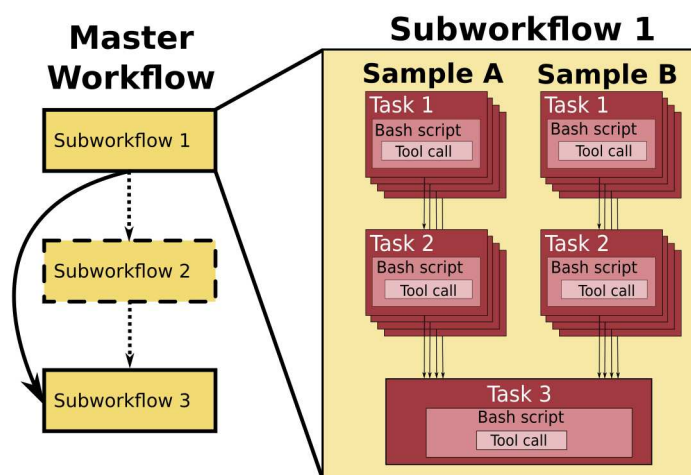 Master
Workflow
Subworkflow 1
Subworkflow 2
Subworkflow 3
Subworkflow 1
Sample A
Sample B
Task 1
Bash script
Tool call
Task 1
Bash script
Tool call
Task 2
Bash script
Tool call
Task 2
Bash script
Tool call
Task 3
Bash script
Tool call